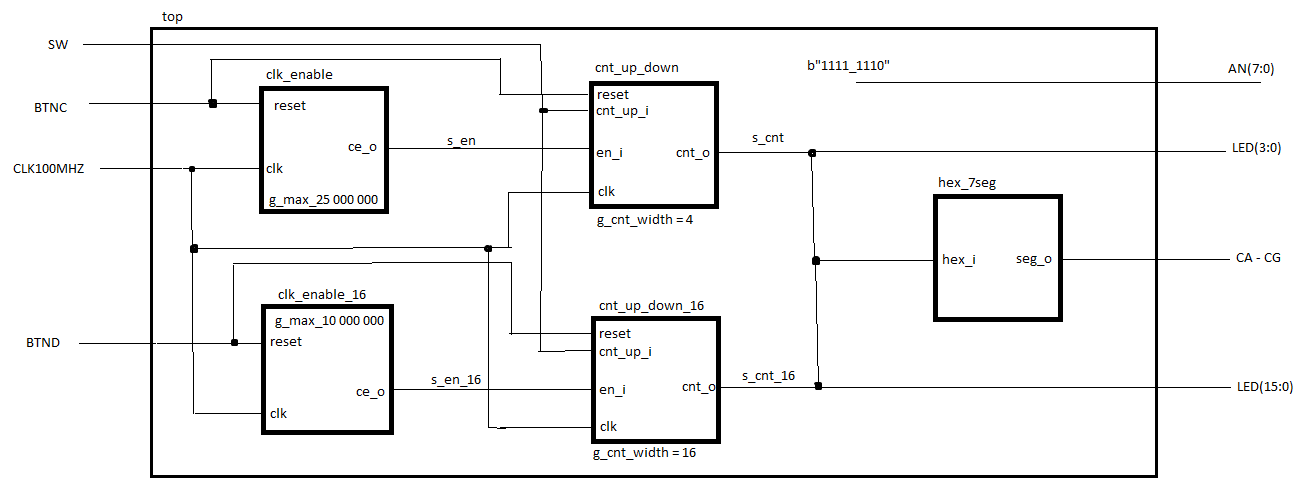 top
SW
clk_enable
cnt_up_down
b"1111_1110"
AN(7:0)
BTNC
reset
reset
cnt_up_i
ce_o
s_en
en_i
cnt_o
s_cnt
LED(3:0)
CLK100MHZ
clk
clk
g_max_25 000 000
g_cnt_width = 4
hex_7seg
hex_i
seg_o
CA - CG
clk_enable_16
cnt_up_down_16
g_max_10 000 000
BTND
reset
reset
cnt_up_i
ce_o
s_en_16
en_i
cnt_o
s_cnt_16
LED(15:0)
clk
clk
g_cnt_width = 16